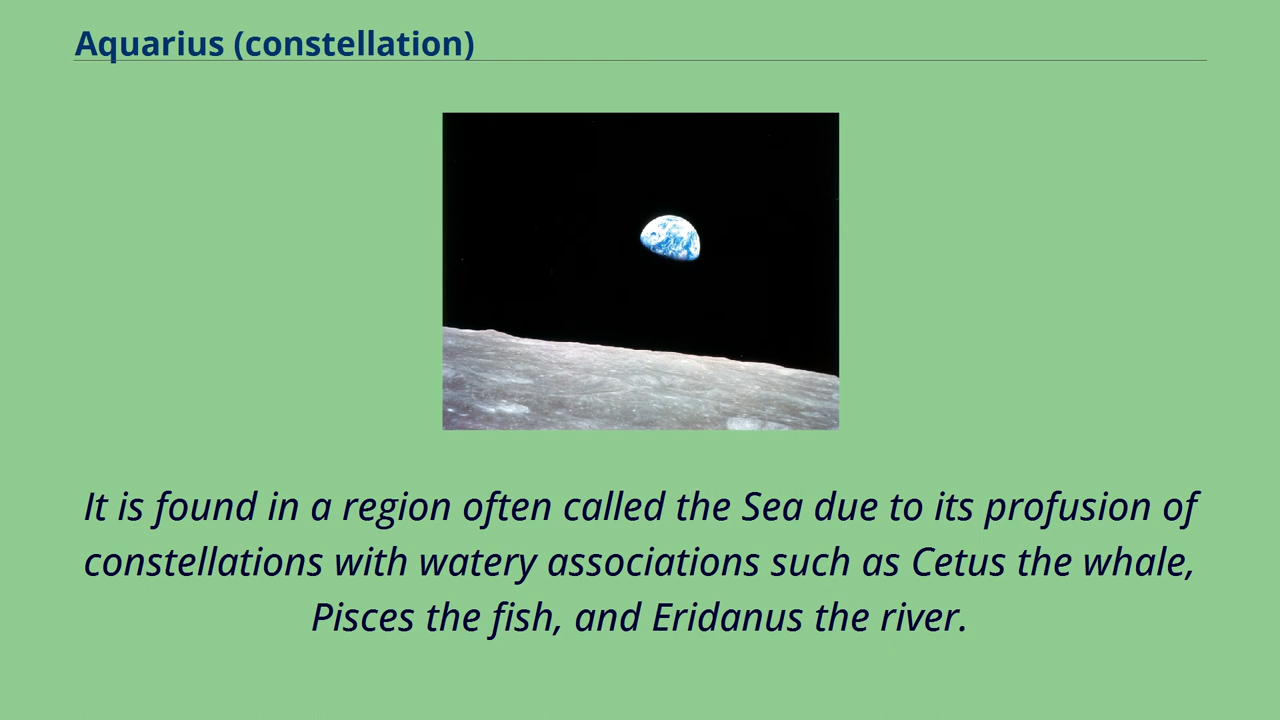 Aquarius (constellation)
It is found in a region often called the Sea due to its profusion of
constellations with watery associations such as Cetus the whale,
Pisces the fish, and Eridanus the river.